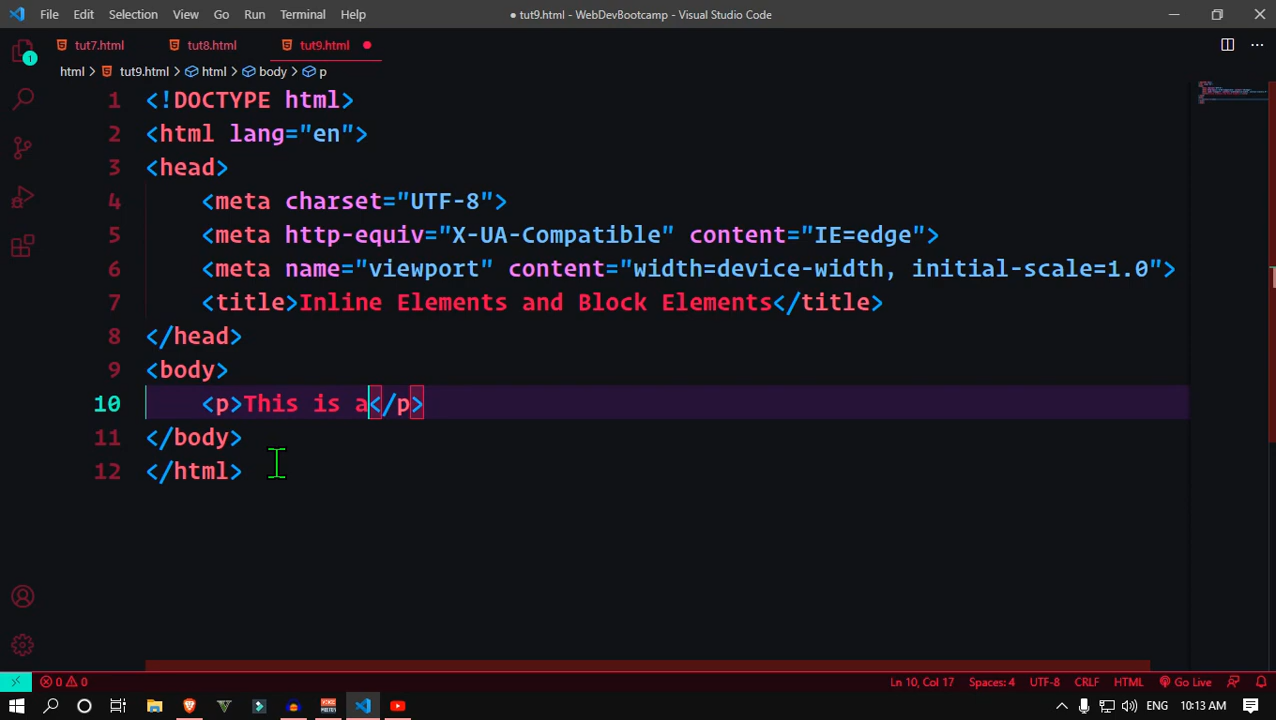 File Edit Selection View Go Run Terminal Help
● tut9.html - WebDevBootcamp - Visual Studio Code
tut7.html tut8.html tut9.html
html > tut9.html > html > body > p
1 <!DOCTYPE html>
2 <html lang="en">
3 <head>
4 <meta charset="UTF-8">
5 <meta http-equiv="X-UA-Compatible" content="IE=edge">
6 <meta name="viewport" content="width=device-width, initial-scale=1.0">
7 <title>Inline Elements and Block Elements</title>
8 </head>
9 <body>
10 <p>This is a</p>
11 </body>
12 </html>
1
0 0 Ln 10, Col 17 Spaces: 4 UTF-8 CRLF HTML Go Live
ENG 10:13 AM